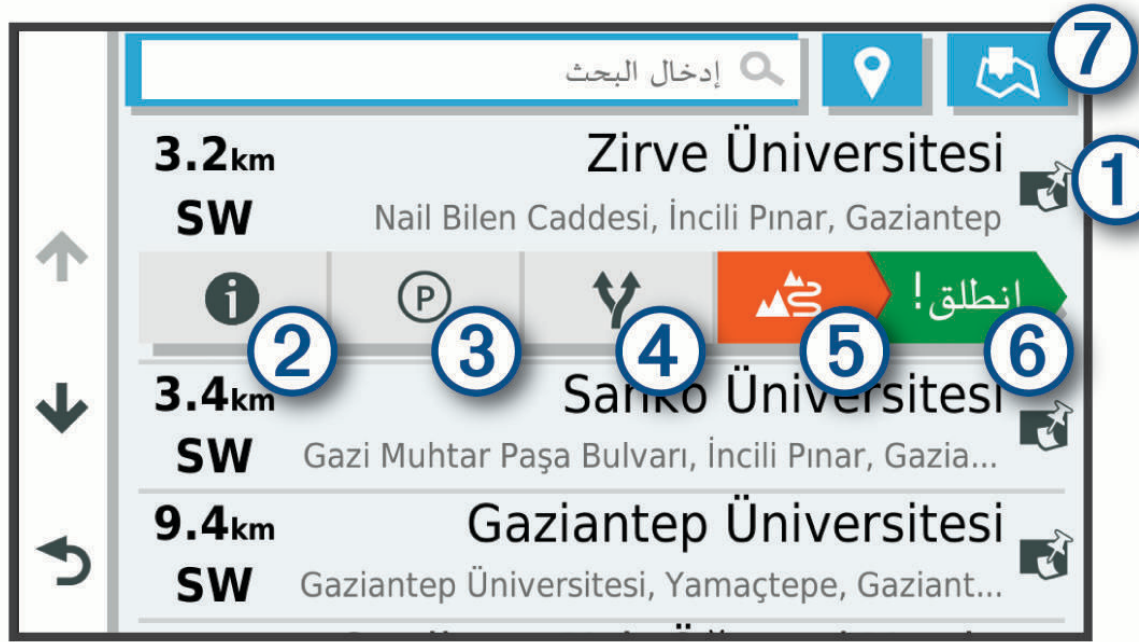 إدخال البحث
7
3.2km Zirve Üniversitesi
1
SW Nail Bilen Caddesi, İncili Pınar, Gaziantep
انطلق!
P
2 3 4 5 6
3.4km Sanko Üniversitesi
SW Gazi Muhtar Paşa Bulvarı, İncili Pınar, Gazia...
9.4km Gaziantep Üniversitesi
SW Gaziantep Üniversitesi, Yamaçtepe, Gaziant...